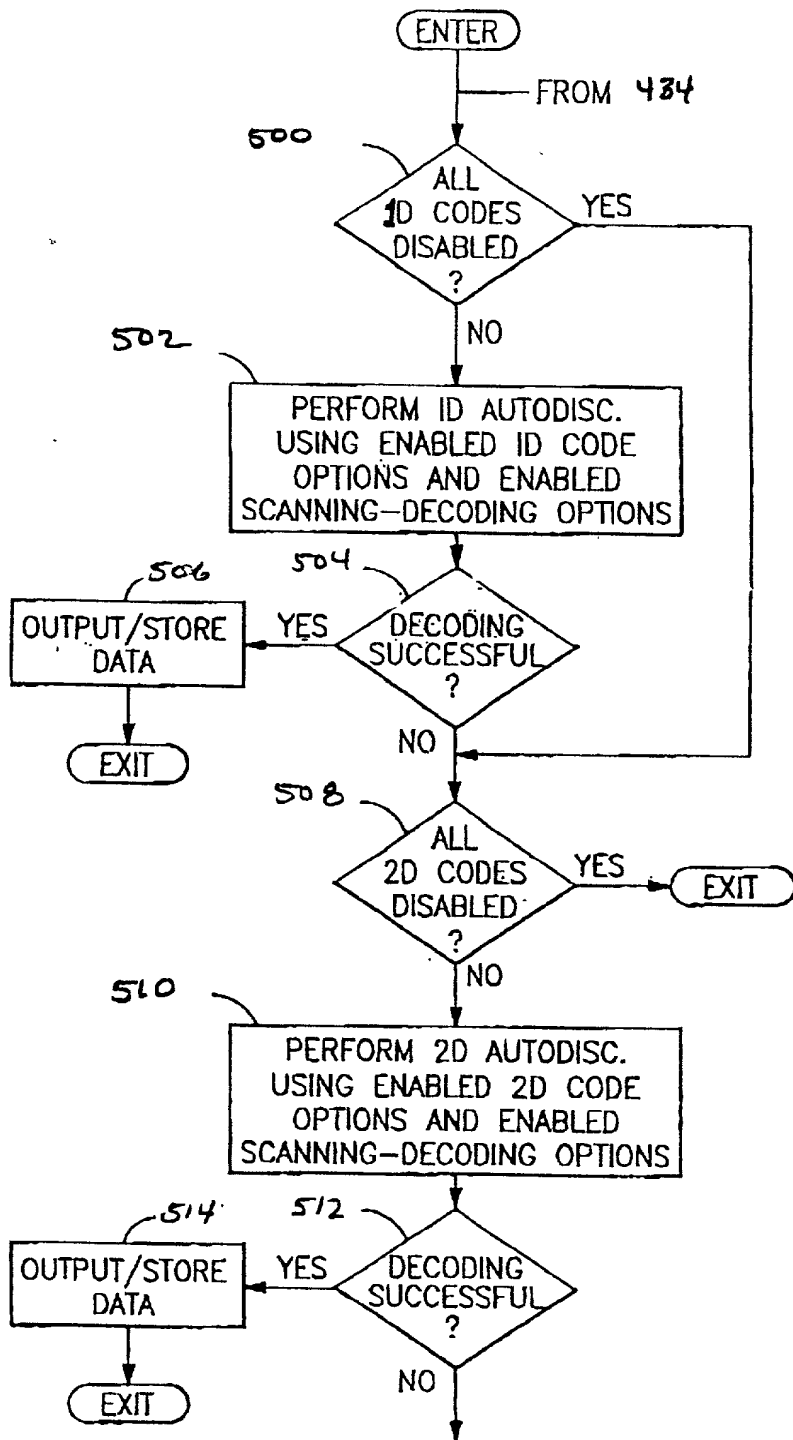 ENTER
FROM 434
500
ALL
1D CODES
DISABLED
?
YES
NO
502
PERFORM 1D AUTODISC.
USING ENABLED 1D CODE
OPTIONS AND ENABLED
SCANNING-DECODING OPTIONS
506
504
OUTPUT/STORE
DATA
YES
DECODING
SUCCESSFUL
?
EXIT
NO
508
ALL
2D CODES
DISABLED
?
YES
EXIT
NO
510
PERFORM 2D AUTODISC.
USING ENABLED 2D CODE
OPTIONS AND ENABLED
SCANNING-DECODING OPTIONS
514
512
OUTPUT/STORE
DATA
YES
DECODING
SUCCESSFUL
?
EXIT
NO